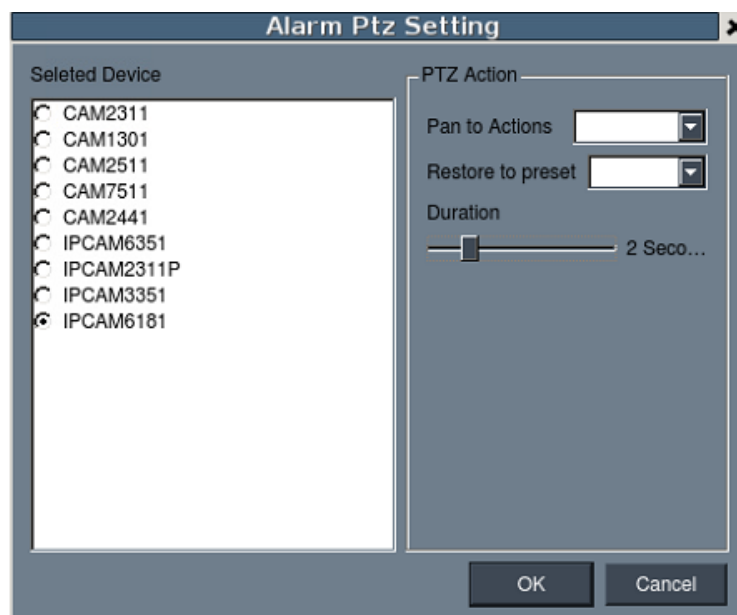 Alarm Ptz Setting
Seleted Device
CAM2311
CAM1301
CAM2511
CAM7511
CAM2441
IPCAM6351
IPCAM2311P
IPCAM3351
IPCAM6181
PTZ Action
Pan to Actions
Restore to preset
Duration
2 Seco...
OK
Cancel